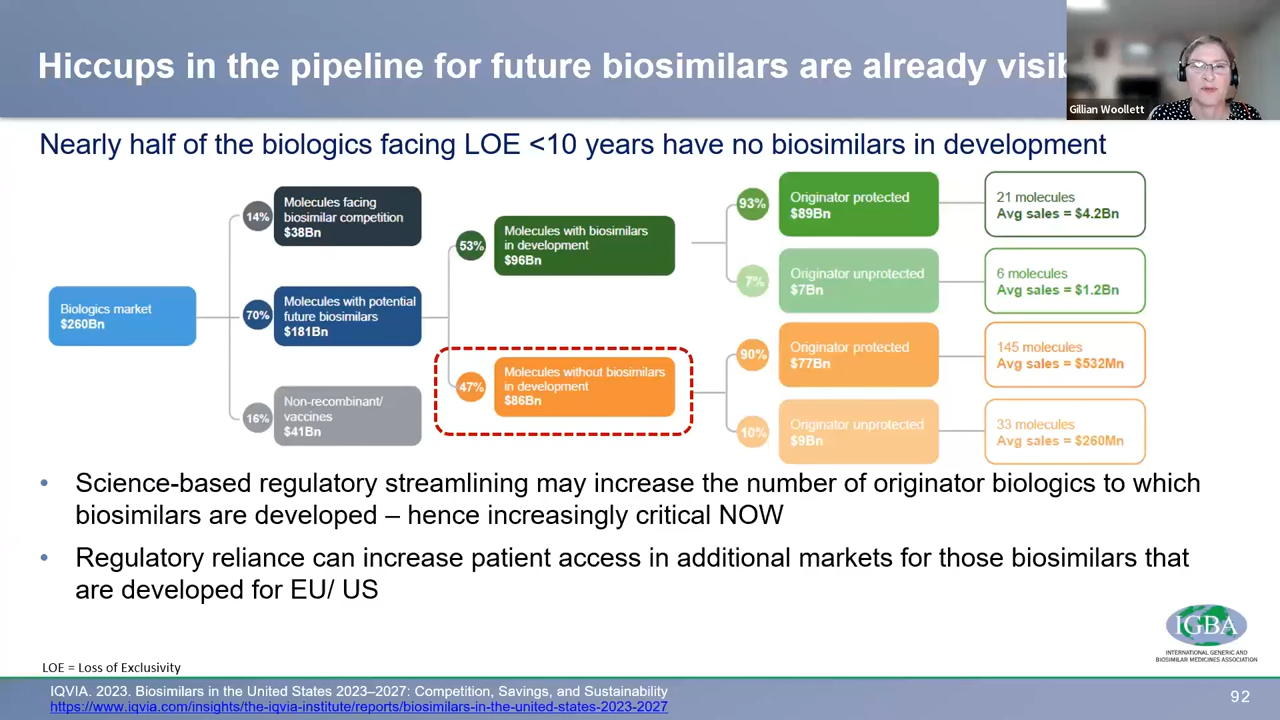 Hiccups in the pipeline for future biosimilars are already visib
Gillian Woollett
Nearly half of the biologics facing LOE <10 years have no biosimilars in development
Biologics market
$260Bn
14%
Molecules facing
biosimilar competition
$38Bn
70%
Molecules with potential
future biosimilars
$181Bn
16%
Non-recombinant/
vaccines
$41Bn
53%
Molecules with biosimilars
in development
$96Bn
47%
Molecules without biosimilars
in development
$86Bn
93%
Originator protected
$89Bn
21 molecules
Avg sales = $4.2Bn
7%
Originator unprotected
$7Bn
6 molecules
Avg sales = $1.2Bn
90%
Originator protected
$77Bn
145 molecules
Avg sales = $532Mn
10%
Originator unprotected
$9Bn
33 molecules
Avg sales = $260Mn
• Science-based regulatory streamlining may increase the number of originator biologics to which
biosimilars are developed – hence increasingly critical NOW
• Regulatory reliance can increase patient access in additional markets for those biosimilars that
are developed for EU/ US
IGBA
INTERNATIONAL GENERIC AND
BIOSIMILAR MEDICINES ASSOCIATION
LOE = Loss of Exclusivity
IQVIA. 2023. Biosimilars in the United States 2023–2027: Competition, Savings, and Sustainability
https://www.iqvia.com/insights/the-iqvia-institute/reports/biosimilars-in-the-united-states-2023-2027
92